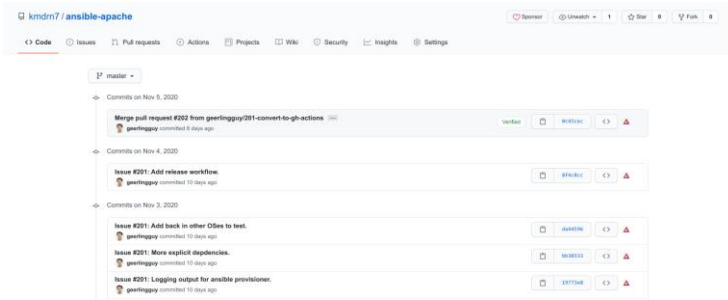 kmdrn7 / ansible-apache
Sponsor Unwatch 1 Star 0 Fork 0
Code Issues Pull requests Actions Projects Wiki Security Insights Settings
master
Commits on Nov 5, 2020
Merge pull request #202 from geerlingguy/201-convert-to-gh-actions
Verified
geerlingguy committed 8 days ago
Commits on Nov 4, 2020
Issue #201: Add release workflow.
geerlingguy committed 10 days ago
Commits on Nov 3, 2020
Issue #201: Add back in other OSes to test.
geerlingguy committed 10 days ago
Issue #201: More explicit depdencies.
geerlingguy committed 10 days ago
Issue #201: Logging output for ansible provisioner.
geerlingguy committed 10 days ago